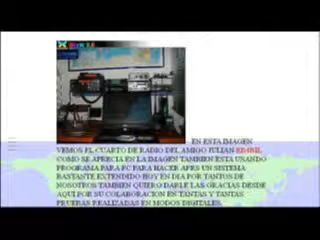 EN ESTA IMAGEN
VEMOS EL CUARTO DE RADIO DEL AMIGO JULIAN
COMO SE APRECIA EN LA IMAGEN TAMBIEN ESTA USANDO
PROGRAMA PARA PC PARA HACER APRS UN SISTEMA
BASTANTE EXTENDIDO HOY EN DIA POR TANTOS DE
NOSOTROS TAMBIEN QUIERO DARLE LAS GRACIAS DESDE
AQUI POR SU COLABORACION EN TANTAS Y TANTAS
PRUEBAS REALIZADAS EN MODOS DIGITALES.